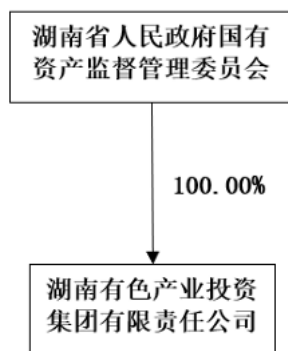 湖南省人民政府国有
资产监督管理委员会
100.00%
湖南有色产业投资
集团有限责任公司